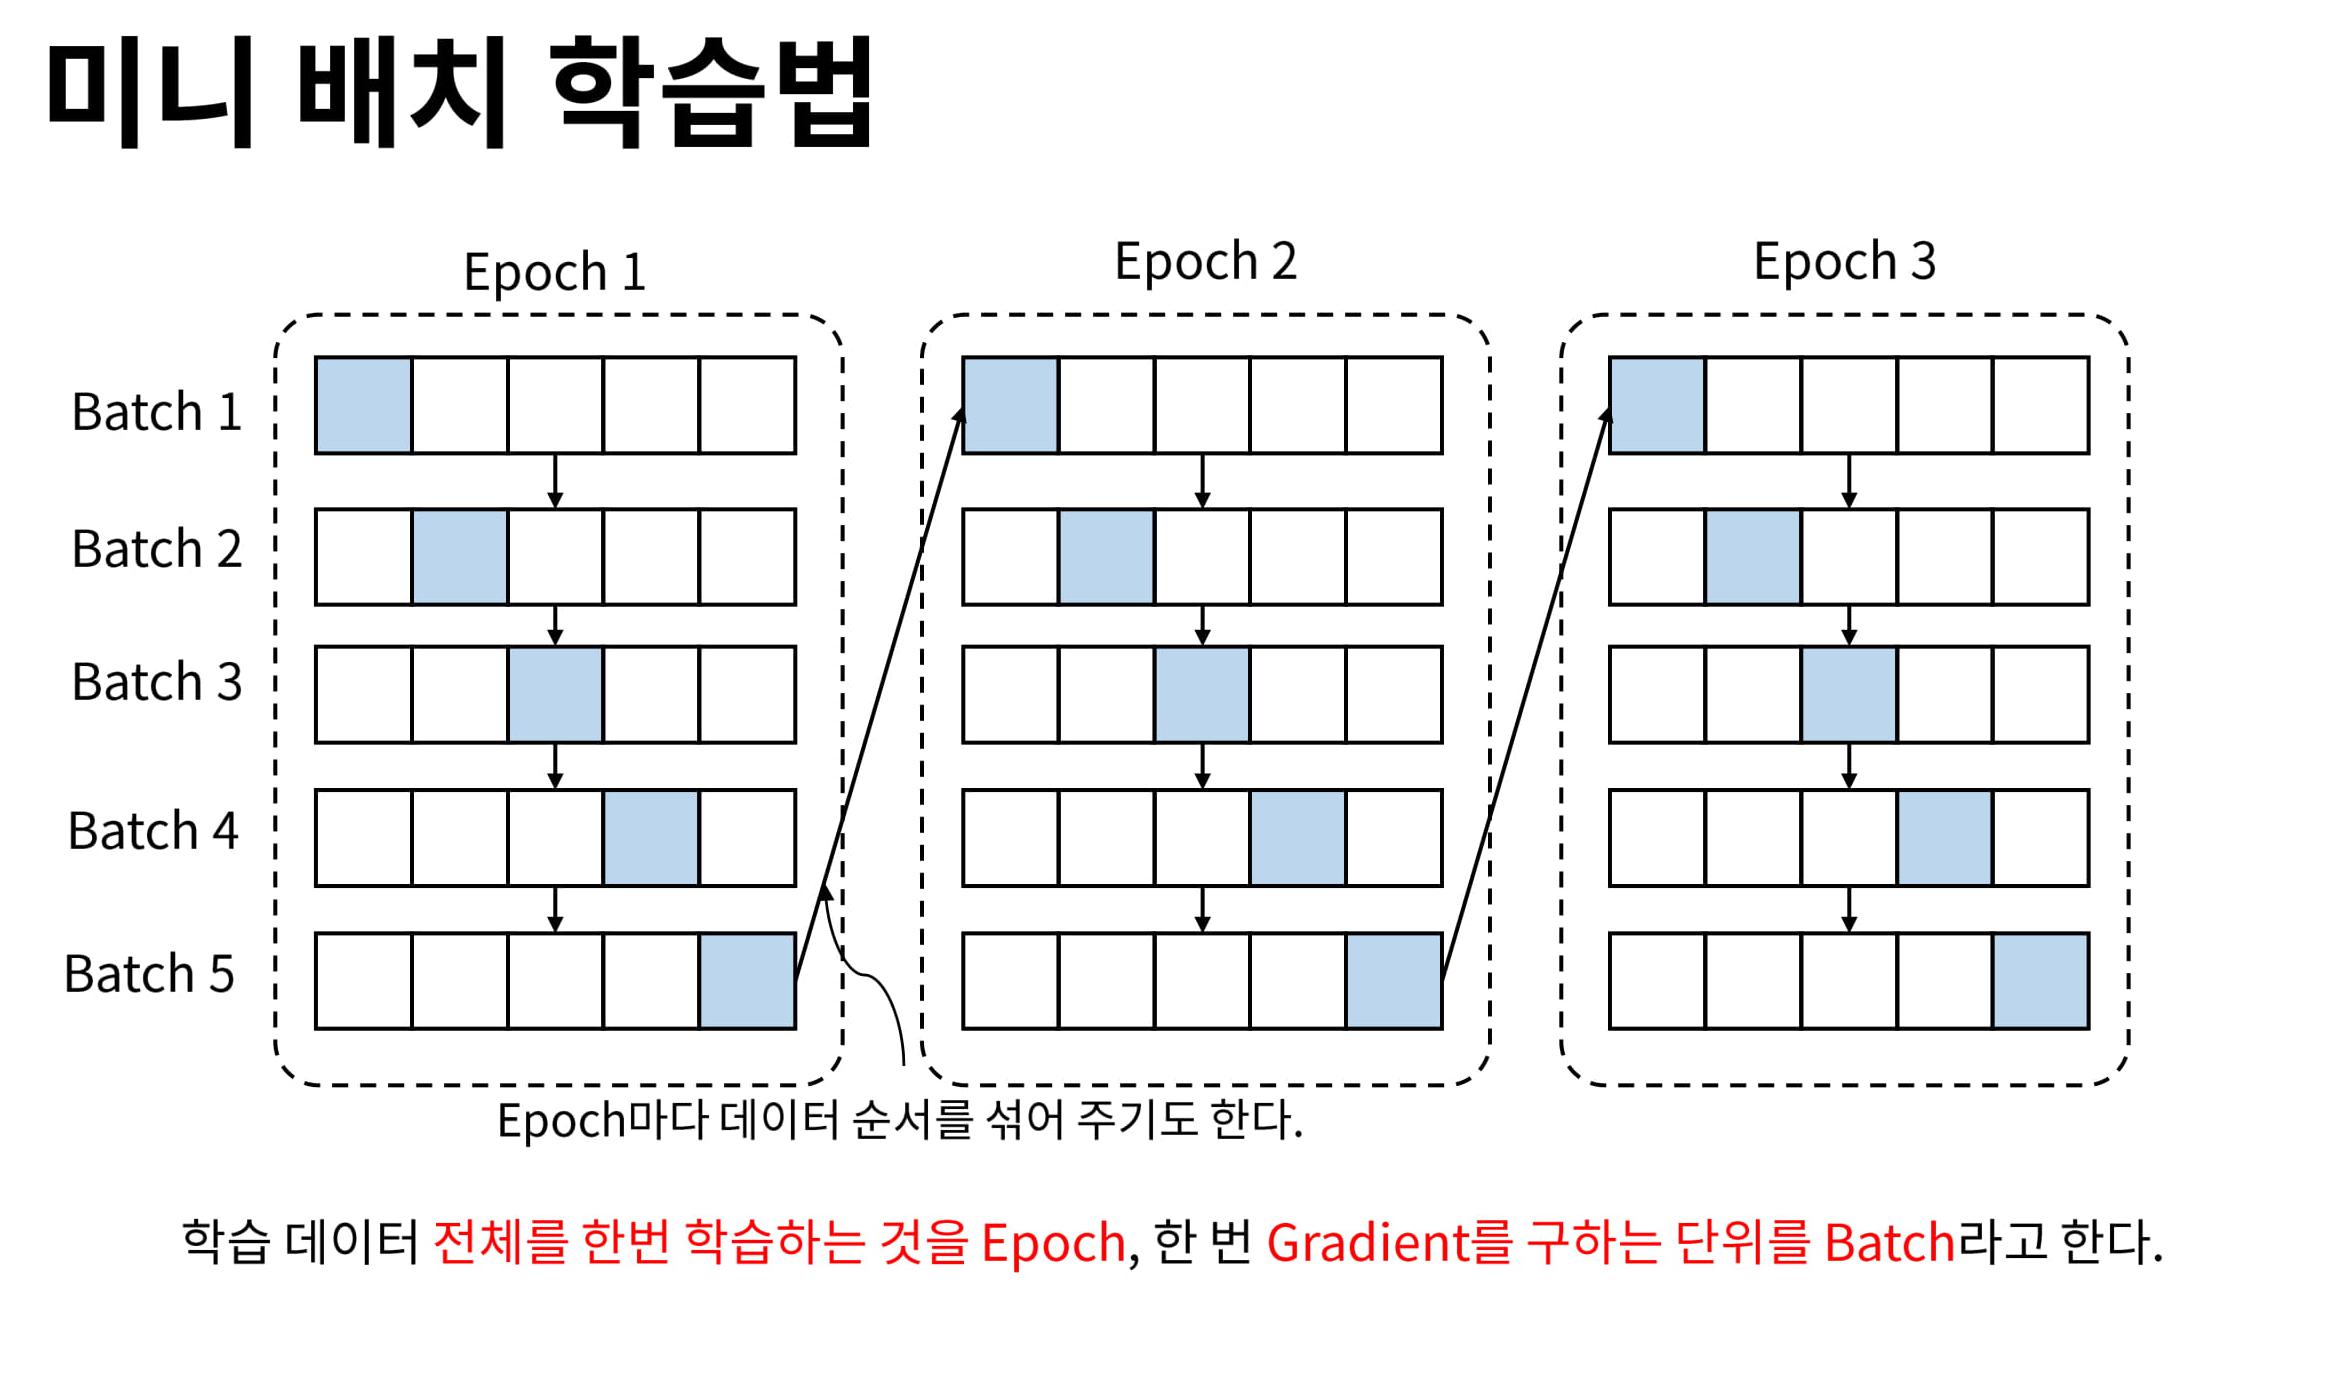 미니 배치 학습법
Epoch 1
Epoch 2
Epoch 3
Batch 1
Batch 2
Batch 3
Batch 4
Batch 5
Epoch마다 데이터 순서를 섞어 주기도 한다.
학습 데이터 전체를 한번 학습하는 것을 Epoch, 한 번 Gradient를 구하는 단위를 Batch라고 한다.